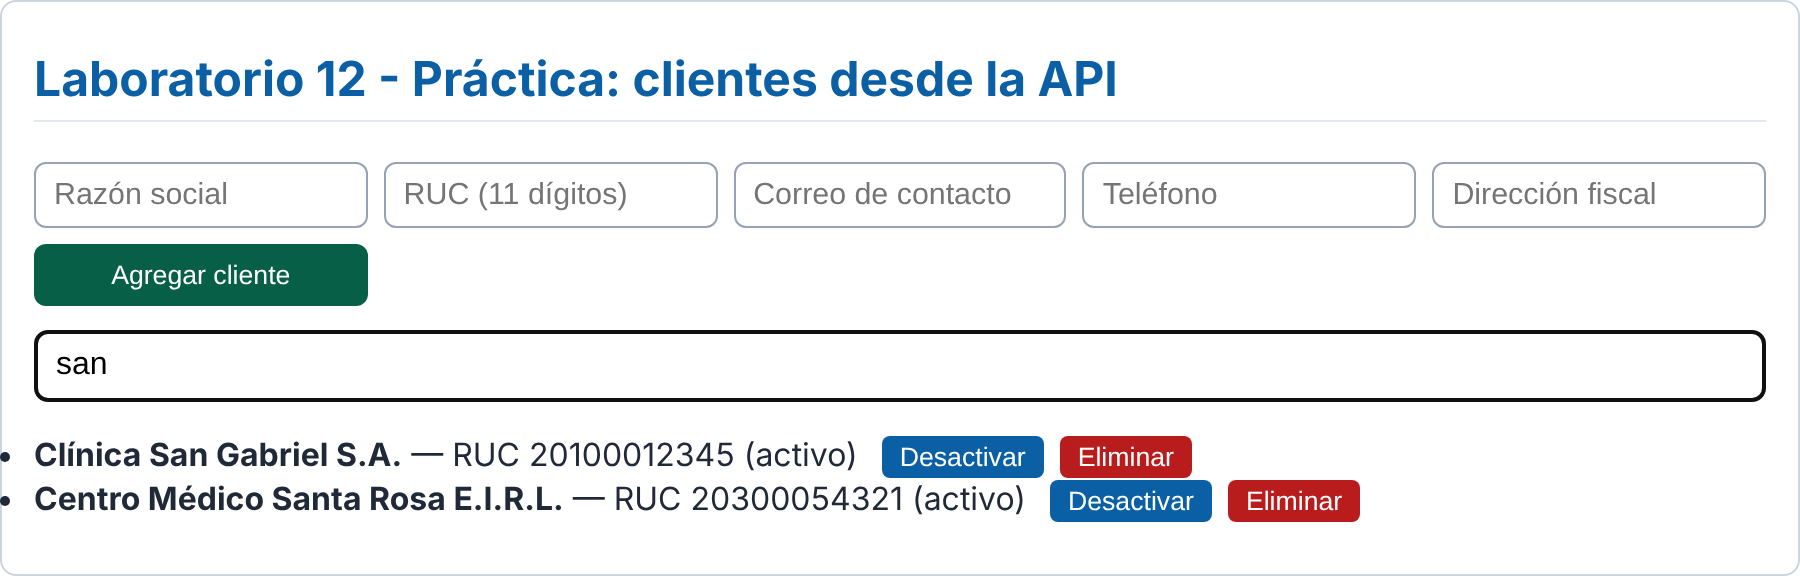 Laboratorio 12 - Práctica: clientes desde la API
Razón social RUC (11 dígitos) Correo de contacto Teléfono Dirección fiscal
Agregar cliente
san
Clínica San Gabriel S.A. — RUC 20100012345 (activo) Desactivar Eliminar
Centro Médico Santa Rosa E.I.R.L. — RUC 20300054321 (activo) Desactivar Eliminar